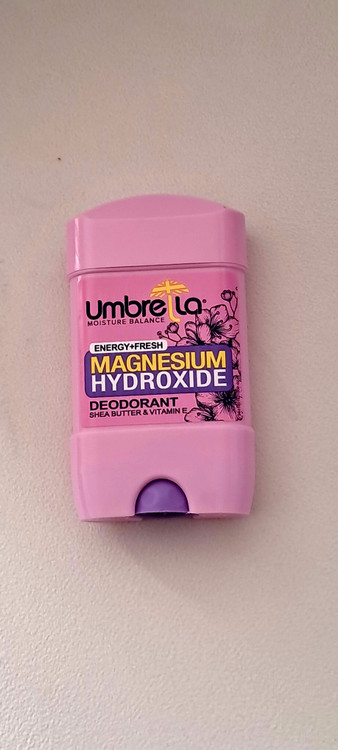 Umbrella
MOISTURE BALANCE
ENERGY+FRESH
MAGNESIUM
HYDROXIDE
DEODORANT
SHEA BUTTER & VITAMIN E